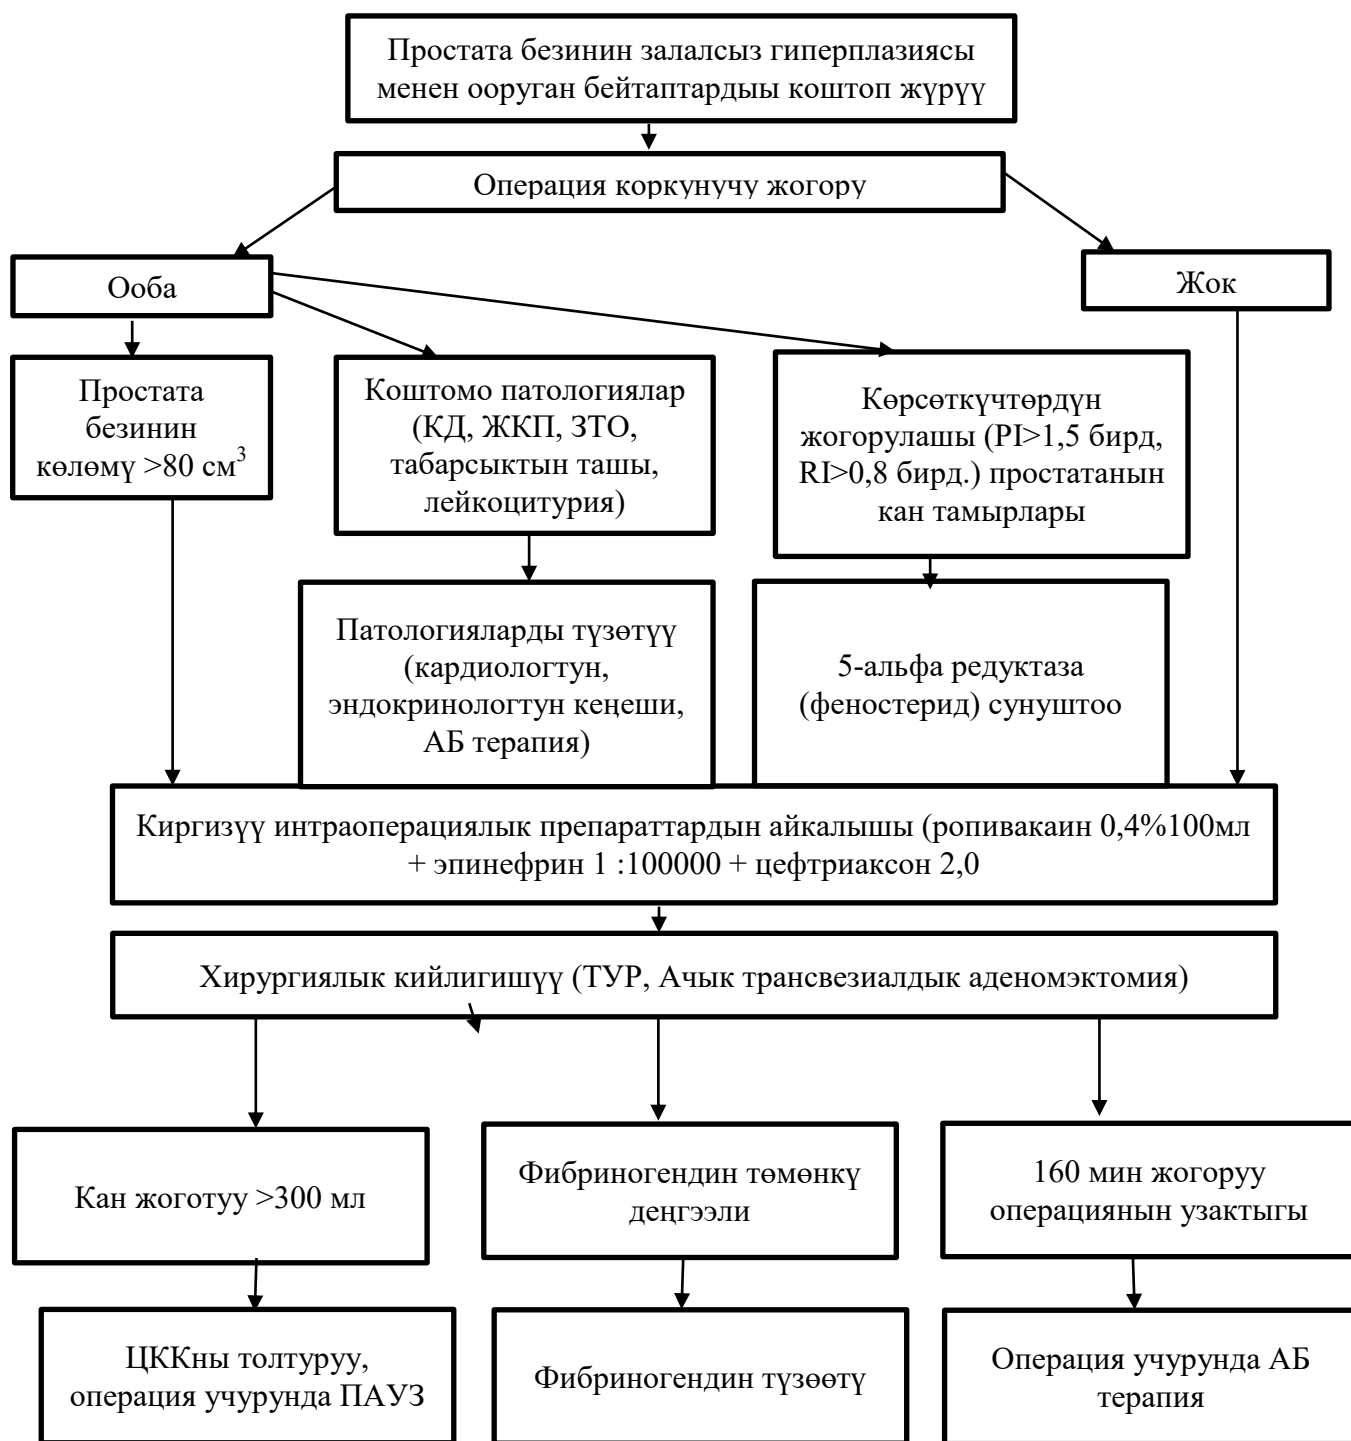 Простата безинин залалсыз гиперплазиясы
менен ооруган бейтаптардыы коштоп жүрүү
Операция коркунучу жогору
Ооба
Жок
Простата
безинин
көлөмү >80 см³
Коштомо патологиялар
(КД, ЖКП, ЗТО,
табарсыктын ташы,
лейкоцитурия)
Көрсөткүчтөрдүн
жогорулашы (PI>1,5 бирд,
RI>0,8 бирд.) простатанын
кан тамырлары
Патологияларды түзөтүү
(кардиологтун,
эндокринологтун кеңеши,
АБ терапия)
5-альфа редуктаза
(феностерид) сунуштоо
Киргизүү интраоперациялык препараттардын айкалышы (ропивакаин 0,4%100мл
+ эпинефрин 1 :100000 + цефтриаксон 2,0
Хирургиялык кийлигишүү (ТУР, Ачык трансвезиалдык аденомэктомия)
Кан жоготуу >300 мл
Фибриногендин төмөнкү
деңгээли
160 мин жогоруу
операциянын узактыгы
ЦККны толтуруу,
операция учурунда ПАУЗ
Фибриногендин түзөөтү
Операция учурунда АБ
терапия